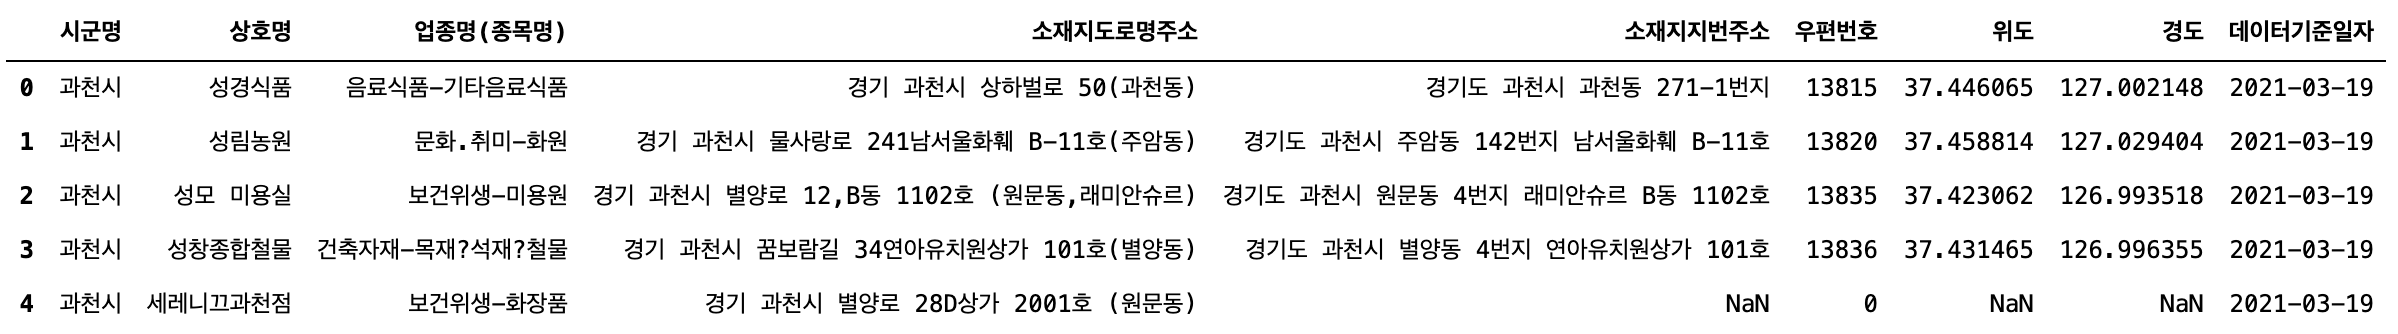 시군명 상호명 업종명(종목명) 소재지도로명주소 소재지지번주소 우편번호 위도 경도 데이터기준일자
0 과천시 성경식품 음료식품-기타음료식품 경기 과천시 상하벌로 50(과천동) 경기도 과천시 과천동 271-1번지 13815 37.446065 127.002148 2021-03-19
1 과천시 성림농원 문화.취미-화원 경기 과천시 물사랑로 241남서울화훼 B-11호(주암동) 경기도 과천시 주암동 142번지 남서울화훼 B-11호 13820 37.458814 127.029404 2021-03-19
2 과천시 성모 미용실 보건위생-미용원 경기 과천시 별양로 12,B동 1102호 (원문동,래미안슈르) 경기도 과천시 원문동 4번지 래미안슈르 B동 1102호 13835 37.423062 126.993518 2021-03-19
3 과천시 성창종합철물 건축자재-목재?석재?철물 경기 과천시 꿈보람길 34연아유치원상가 101호(별양동) 경기도 과천시 별양동 4번지 연아유치원상가 101호 13836 37.431465 126.996355 2021-03-19
4 과천시 세레니끄과천점 보건위생-화장품 경기 과천시 별양로 28D상가 2001호 (원문동) NaN 0 NaN NaN 2021-03-19